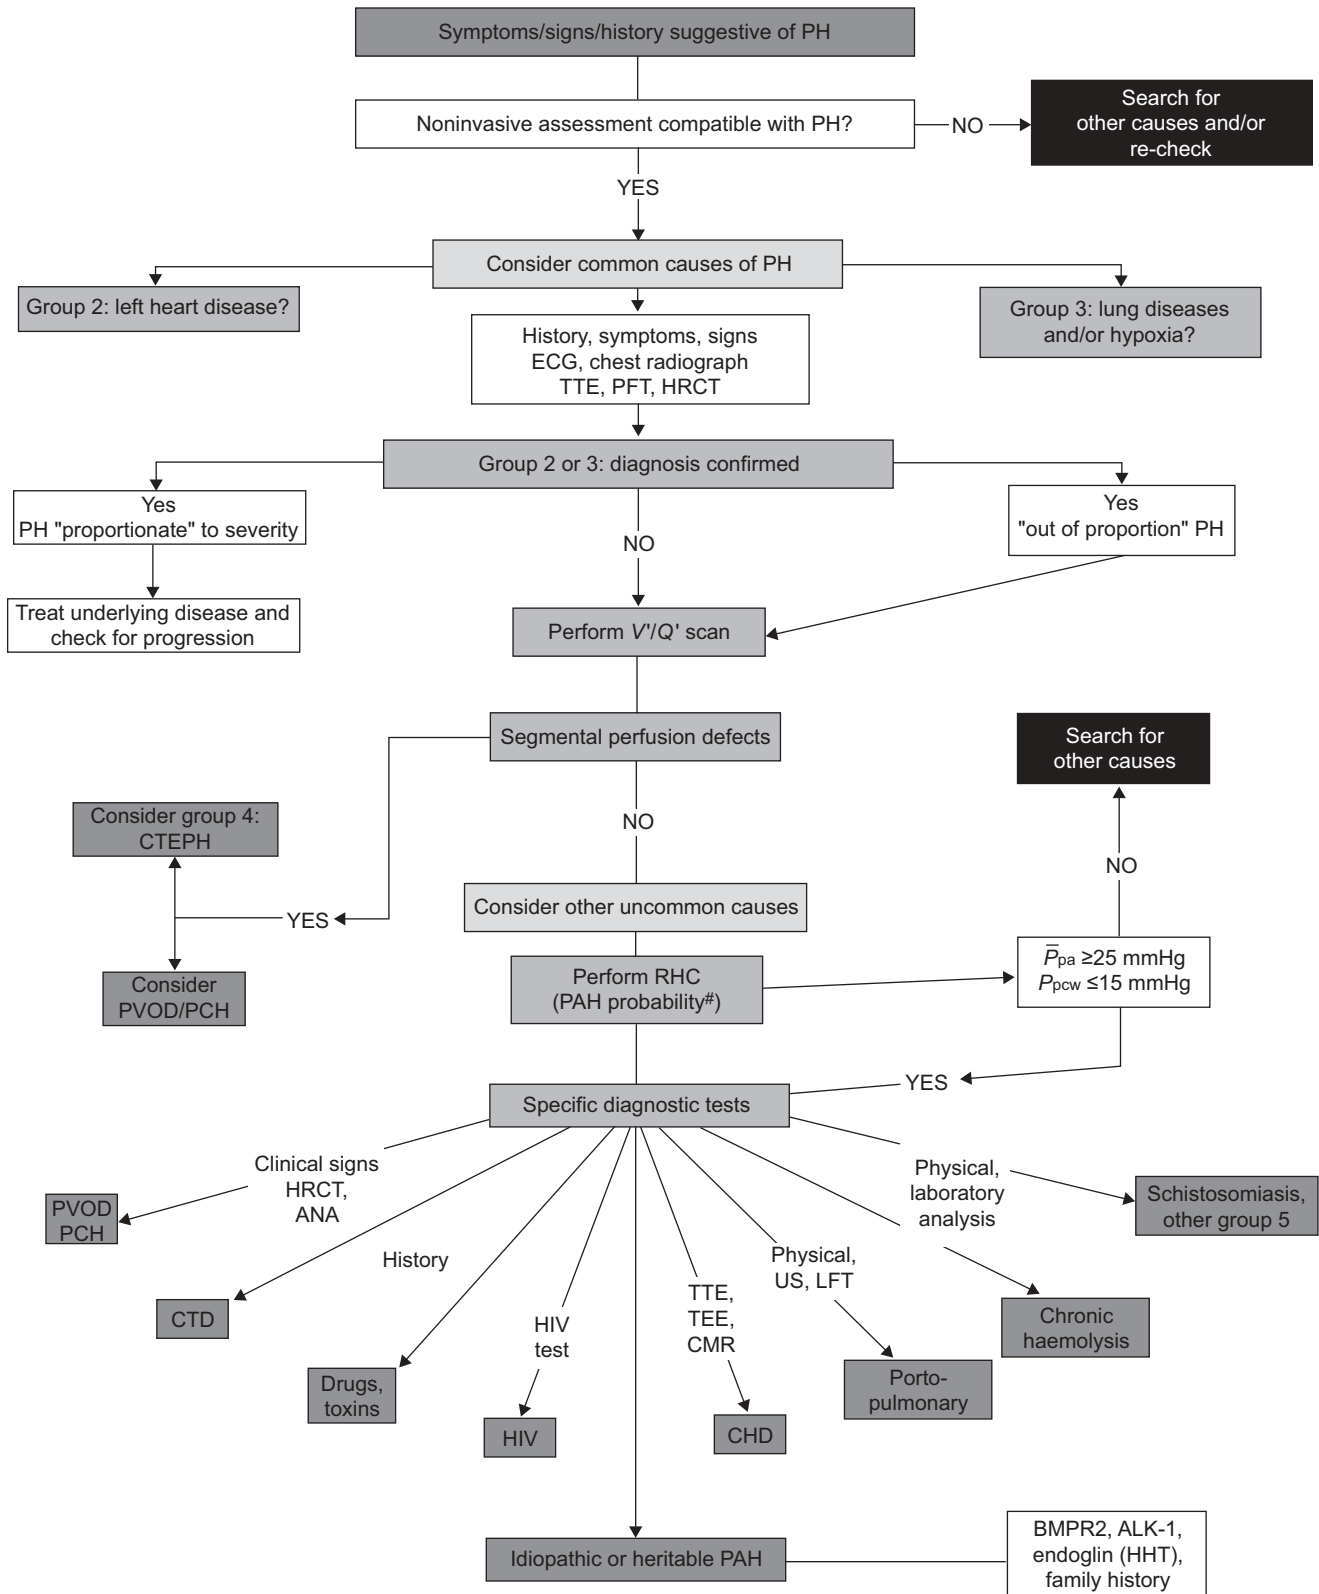 Symptoms/signs/history suggestive of PH
Noninvasive assessment compatible with PH?
NO
Search for
other causes and/or
re-check
YES
Consider common causes of PH
Group 2: left heart disease?
Group 3: lung diseases
and/or hypoxia?
History, symptoms, signs
ECG, chest radiograph
TTE, PFT, HRCT
Group 2 or 3: diagnosis confirmed
Yes
PH "proportionate" to severity
NO
Yes
"out of proportion" PH
Treat underlying disease and
check for progression
Perform V'/Q' scan
Segmental perfusion defects
Search for
other causes
Consider group 4:
CTEPH
NO
NO
YES
Consider other uncommon causes
Consider
PVOD/PCH
Perform RHC
(PAH probability#)
P̅pa ≥25 mmHg
Ppcw ≤15 mmHg
YES
Specific diagnostic tests
Clinical signs
HRCT,
ANA
Physical,
laboratory
analysis
PVOD
PCH
Schistosomiasis,
other group 5
History
Physical,
US, LFT
TTE,
TEE,
CMR
HIV
test
CTD
Chronic
haemolysis
Drugs,
toxins
Porto-
pulmonary
HIV
CHD
Idiopathic or heritable PAH
BMPR2, ALK-1,
endoglin (HHT),
family history